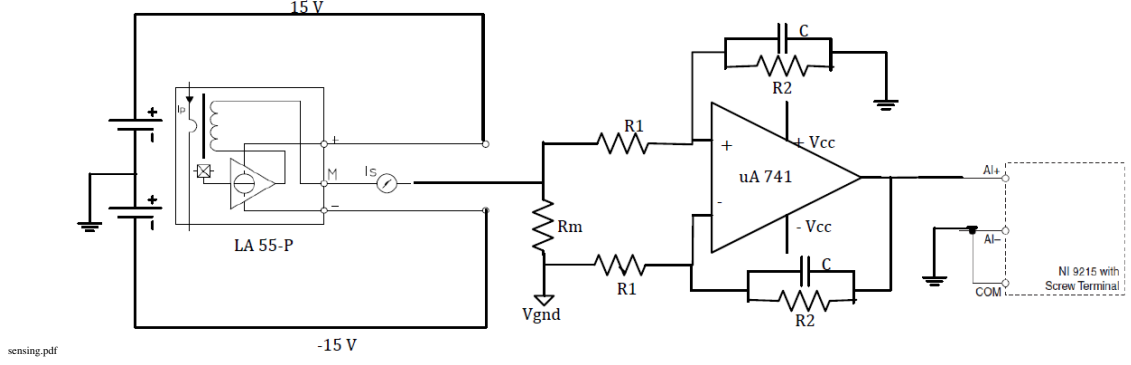 15 V
+
I
+
I
Ip
+
M
Is
−
LA 55-P
-15 V
R1
Rm
R1
Vgnd
C
R2
+
+ Vcc
uA 741
-
- Vcc
C
R2
AI+
AI−
COM
NI 9215 with
Screw Terminal
sensing.pdf